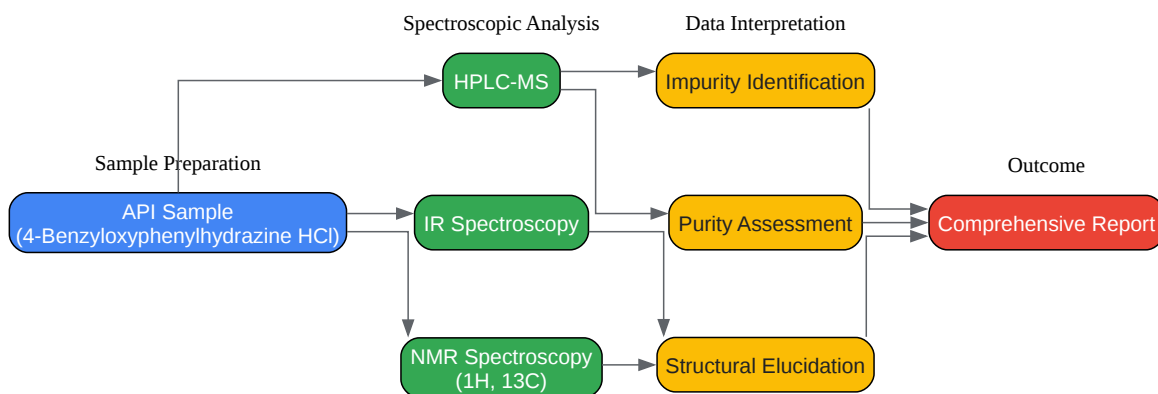 Spectroscopic Analysis
Data Interpretation
HPLC-MS
Impurity Identification
Sample Preparation
Outcome
API Sample
(4-Benzyloxyphenylhydrazine HCl)
IR Spectroscopy
Purity Assessment
Comprehensive Report
NMR Spectroscopy
(1H, 13C)
Structural Elucidation